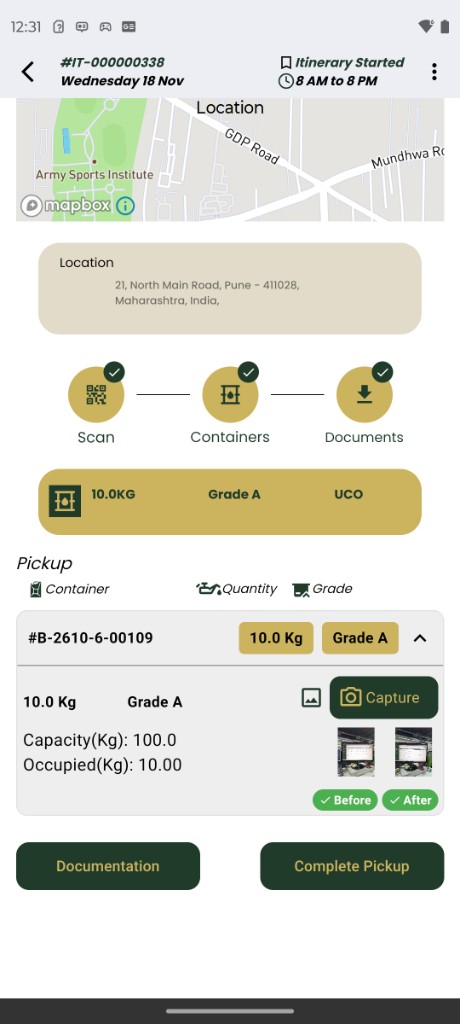 12:31
#IT-000000338
Wednesday 18 Nov
Itinerary Started
8 AM to 8 PM
Location
GDP Road
Mundhwa Ro
Army Sports Institute
mapbox
Location
21, North Main Road, Pune - 411028,
Maharashtra, India,
Scan
Containers
Documents
10.0KG Grade A UCO
Pickup
Container Quantity Grade
#B-2610-6-00109 10.0 Kg Grade A
10.0 Kg Grade A Capture
Capacity(Kg): 100.0
Occupied(Kg): 10.00
Before After
Documentation Complete Pickup